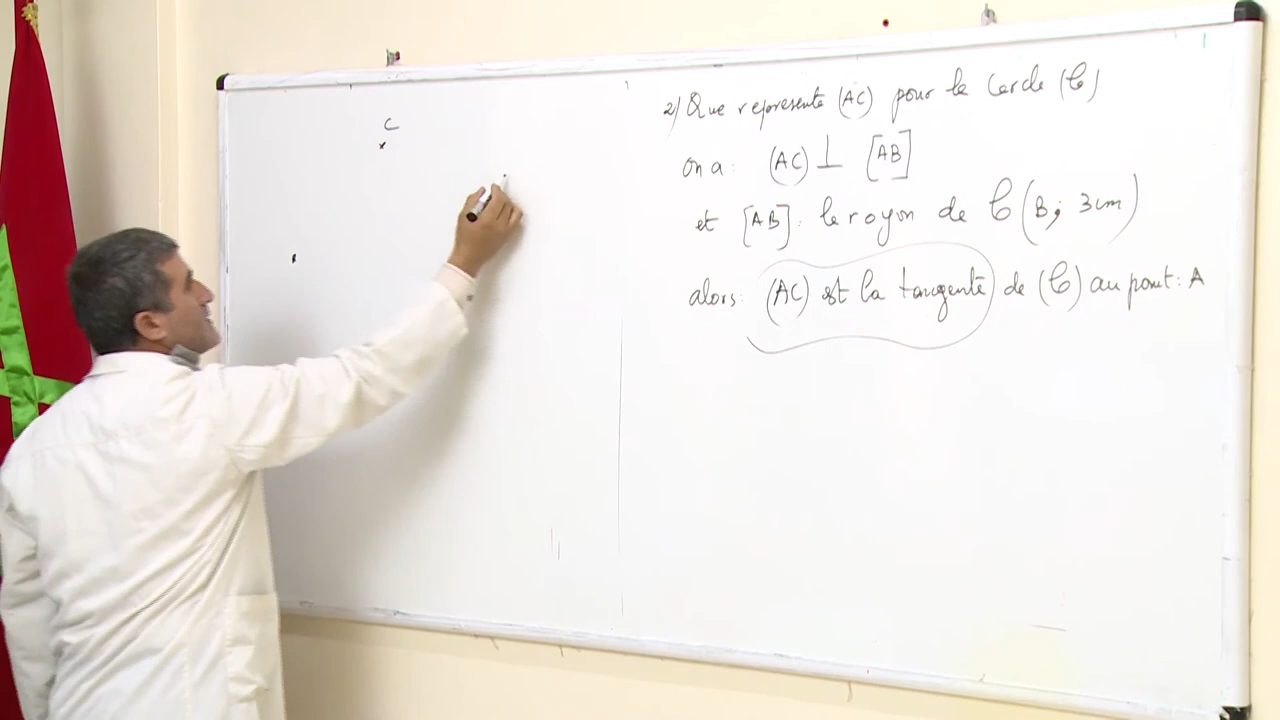 C
2) Que represente (AC) pour le Cercle (C)
on a: (AC) ⊥ [AB]
et [AB]: le rayon de C(B; 3cm)
alors: (AC) est la tangente de (C) au point: A